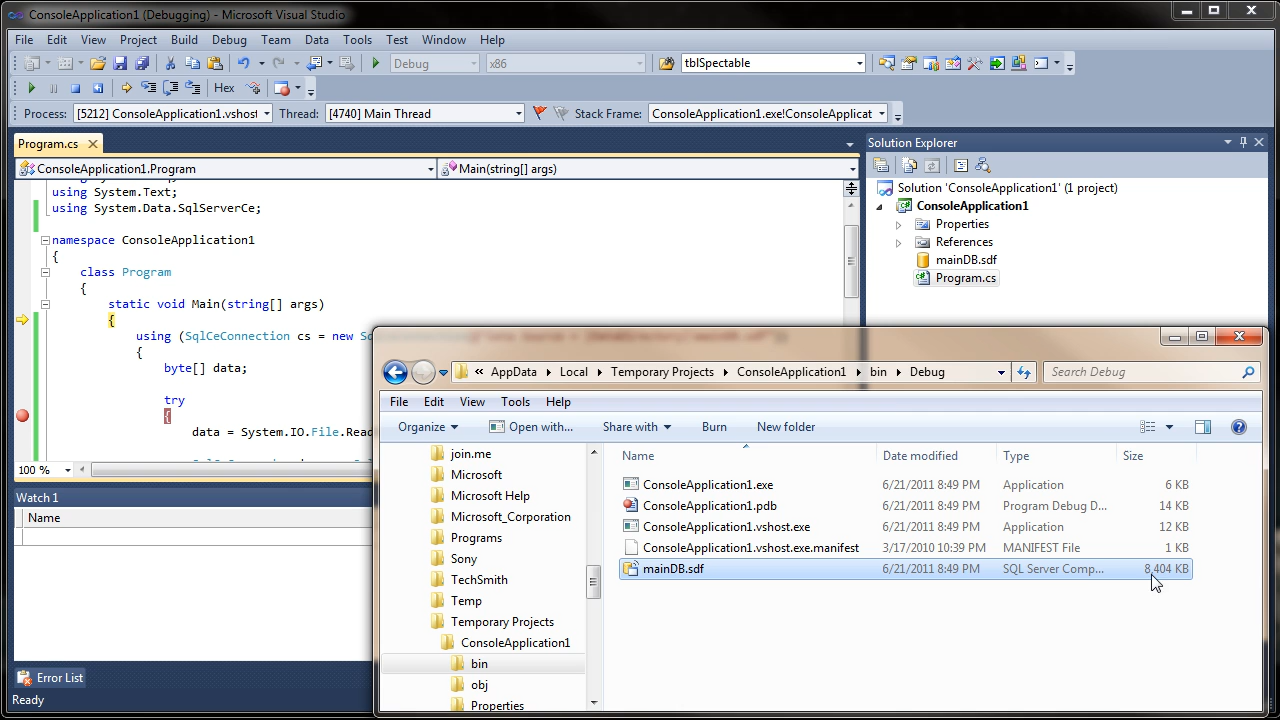 ConsoleApplication1 (Debugging) - Microsoft Visual Studio
File Edit View Project Build Debug Team Data Tools Test Window Help
Debug x86 tblSpectable
Hex
Process: [5212] ConsoleApplication1.vshost Thread: [4740] Main Thread Stack Frame: ConsoleApplication1.exe!ConsoleApplicat
Program.cs
Solution Explorer
ConsoleApplication1.Program Main(string[] args)
using System.Text;
using System.Data.SqlServerCe;
namespace ConsoleApplication1
{
class Program
{
static void Main(string[] args)
{
using (SqlCeConnection cs = new
{
byte[] data;
try
{
data = System.IO.File.Read
100 %
Solution 'ConsoleApplication1' (1 project)
ConsoleApplication1
Properties
References
mainDB.sdf
Program.cs
Watch 1
Name
Error List
Ready
AppData Local Temporary Projects ConsoleApplication1 bin Debug Search Debug
File Edit View Tools Help
Organize Open with... Share with Burn New folder
join.me
Microsoft
Microsoft Help
Microsoft_Corporation
Programs
Sony
TechSmith
Temp
Temporary Projects
ConsoleApplication1
bin
obj
Properties
Name Date modified Type Size
ConsoleApplication1.exe 6/21/2011 8:49 PM Application 6 KB
ConsoleApplication1.pdb 6/21/2011 8:49 PM Program Debug D... 14 KB
ConsoleApplication1.vshost.exe 6/21/2011 8:49 PM Application 12 KB
ConsoleApplication1.vshost.exe.manifest 3/17/2010 10:39 PM MANIFEST File 1 KB
mainDB.sdf 6/21/2011 8:49 PM SQL Server Comp... 8,404 KB